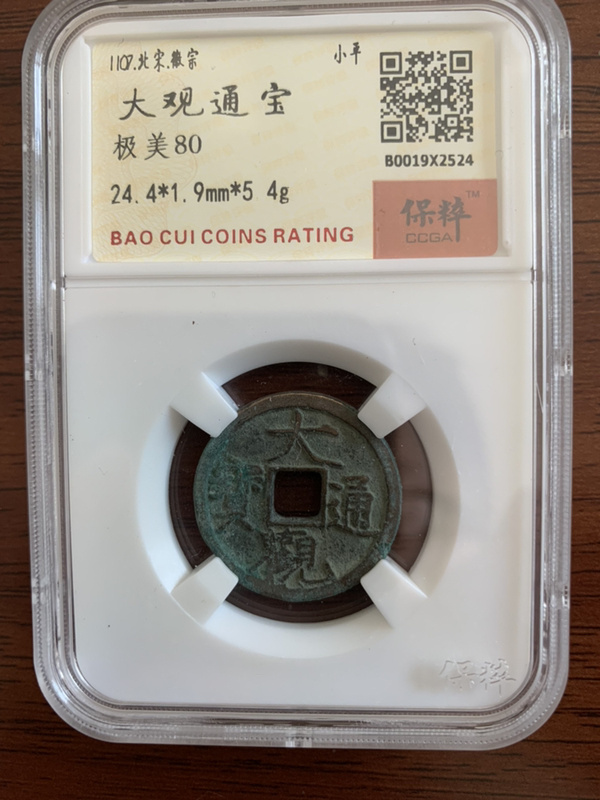 1107.北宋.徽宗
小平
大观通宝
极美80
B0019X2524
24.4*1.9mm*5 4g
保粹
TM
CCGA
BAO CUI COINS RATING
大
寶 通
觀
保粹